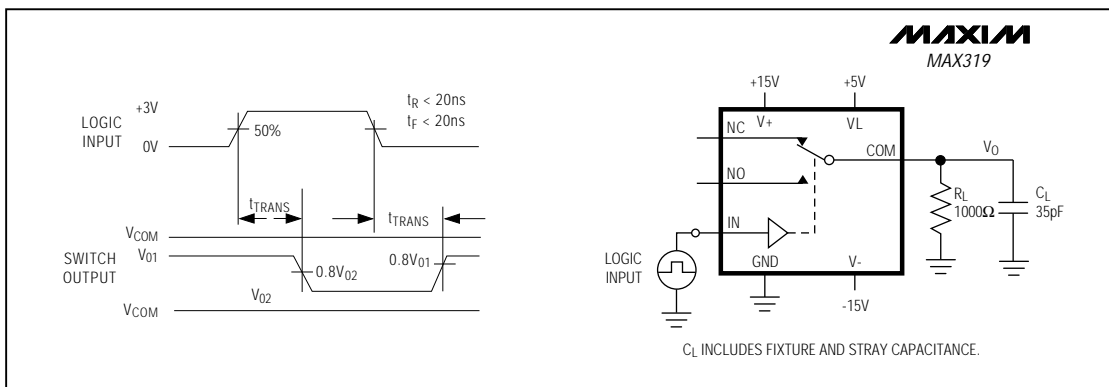 MAXIM
MAX319
+3V
LOGIC
INPUT
0V
50%
tR < 20ns
tF < 20ns
tTRANS
tTRANS
VCOM
V01
SWITCH
OUTPUT
0.8V02
0.8V01
V02
VCOM
+15V
+5V
V+
VL
NC
COM
VO
NO
RL
1000Ω
CL
35pF
IN
LOGIC
INPUT
GND
V-
-15V
CL INCLUDES FIXTURE AND STRAY CAPACITANCE.